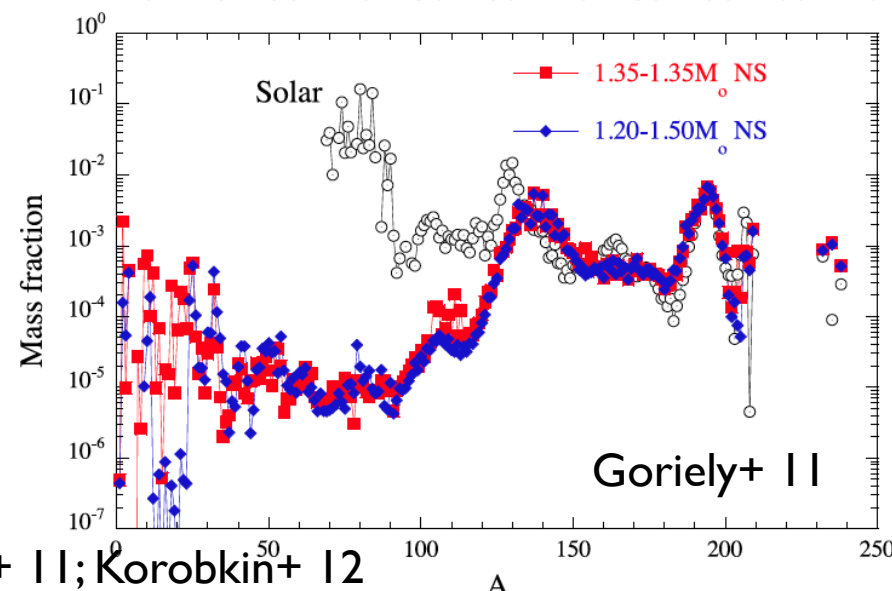 10^0
10^-1
10^-2
10^-3
10^-4
10^-5
10^-6
10^-7
Mass fraction
Solar
1.35-1.35M_o NS
1.20-1.50M_o NS
Goriely+ 11
0 50 100 150 200 250
+ 11; Korobkin+ 12
A